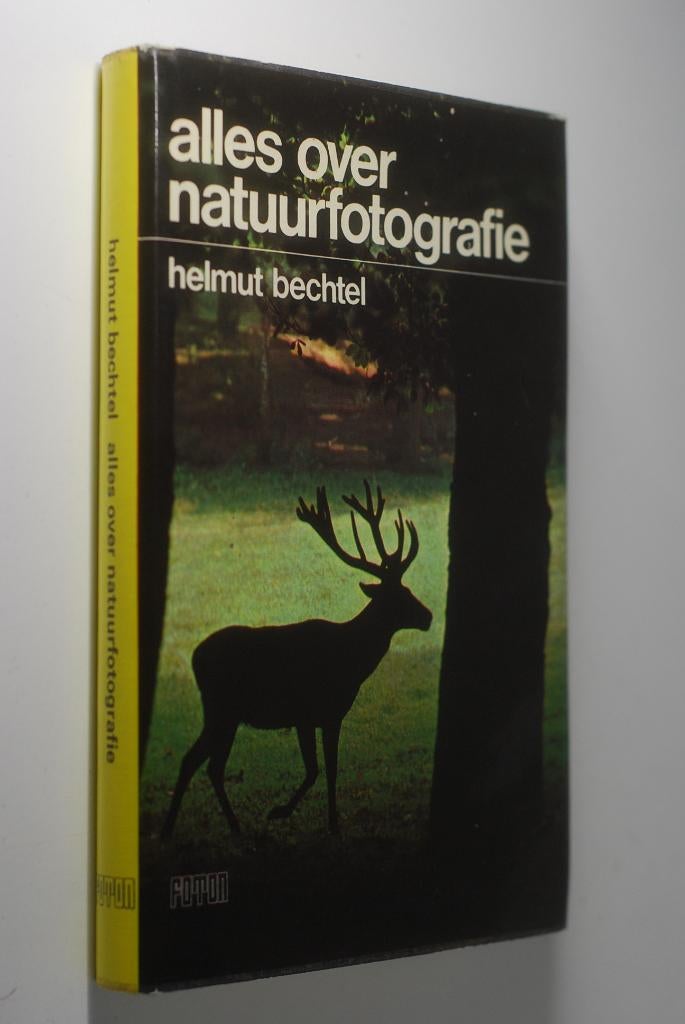 alles over
natuurfotografie
helmut bechtel
FOTON
helmut bechtel alles over natuurfotografie
FOTON